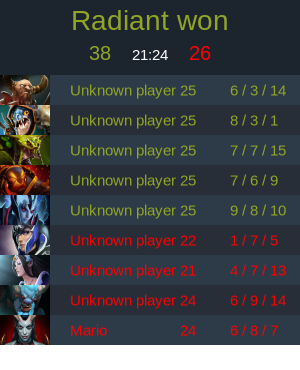 Radiant won
38 21:24 26
Unknown player 25 6 / 3 / 14
Unknown player 25 8 / 3 / 1
Unknown player 25 7 / 7 / 15
Unknown player 25 7 / 6 / 9
Unknown player 25 9 / 8 / 10
Unknown player 22 1 / 7 / 5
Unknown player 21 4 / 7 / 13
Unknown player 24 6 / 9 / 14
Mario 24 6 / 8 / 7